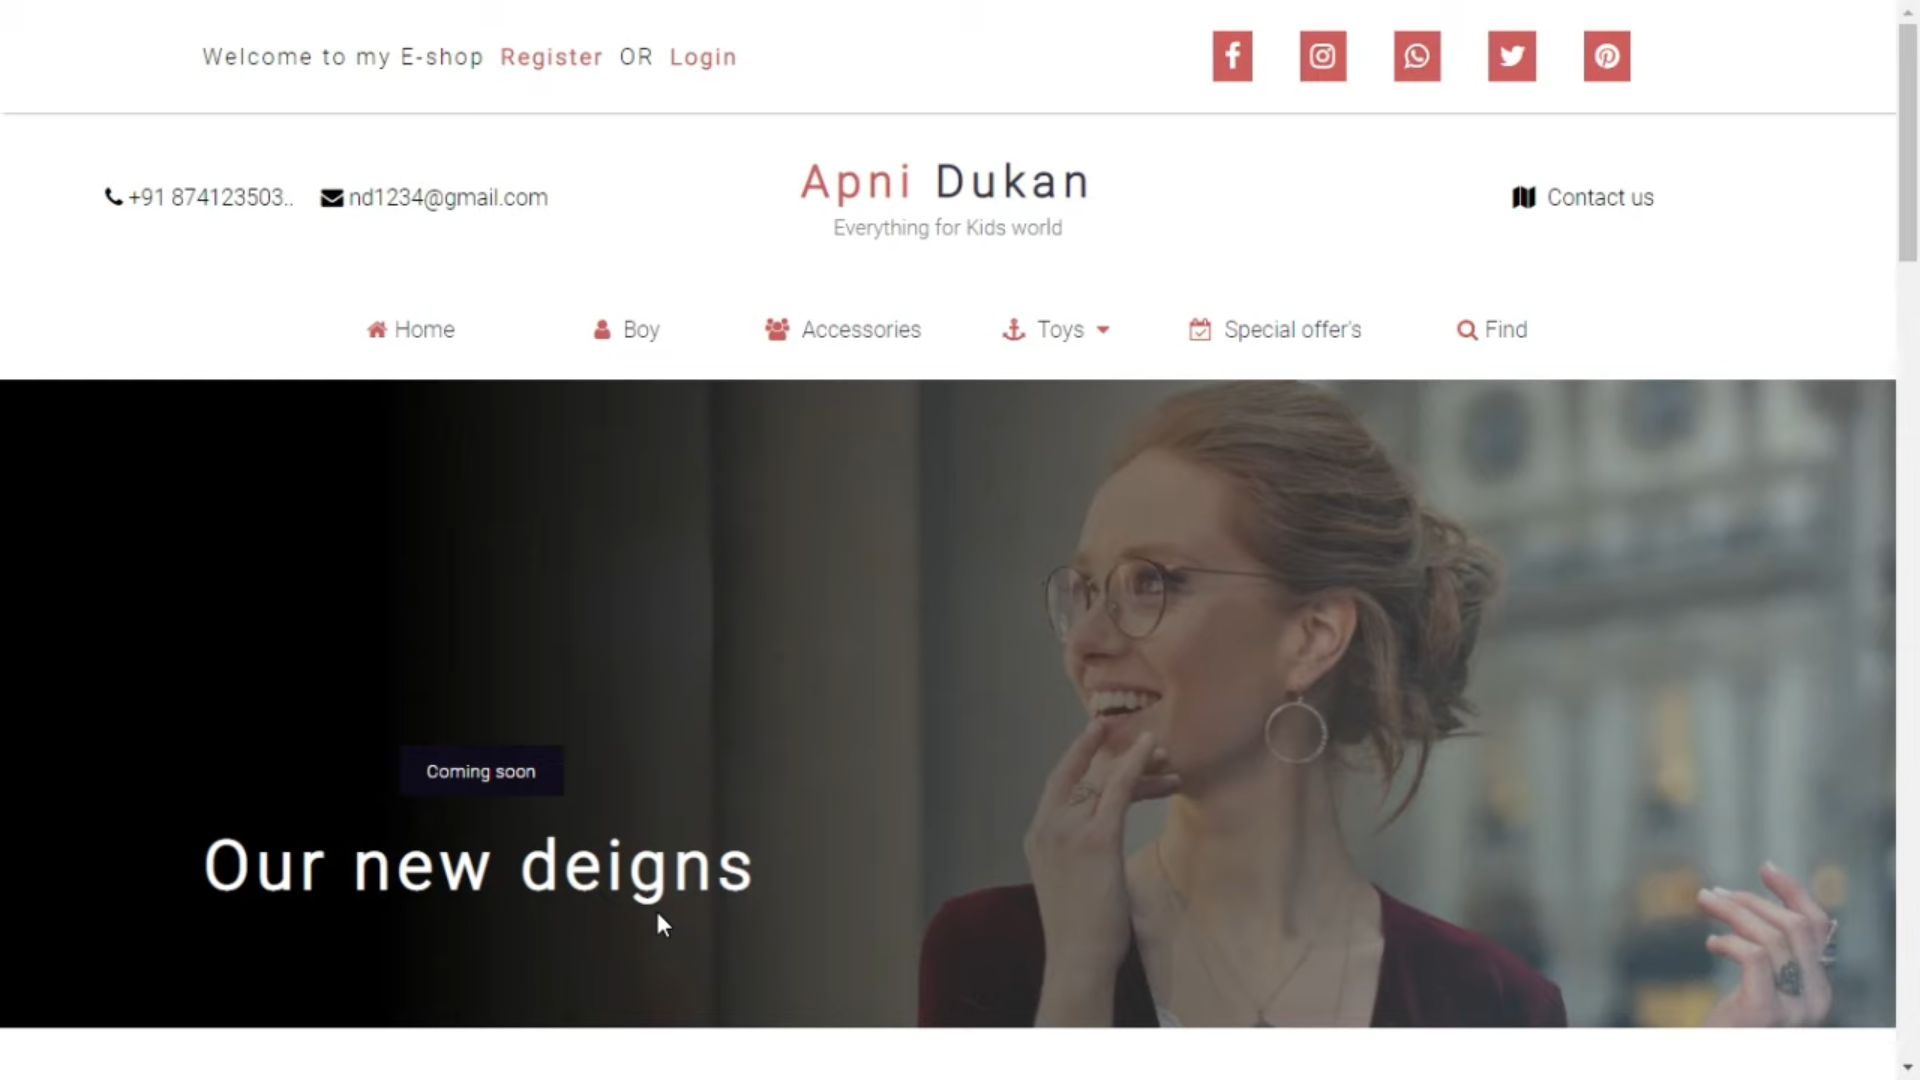 Welcome to my E-shop Register OR Login
+91 874123503.. nd1234@gmail.com
Apni Dukan
Everything for Kids world
Contact us
Home Boy Accessories Toys Special offer's Find
Coming soon
Our new deigns